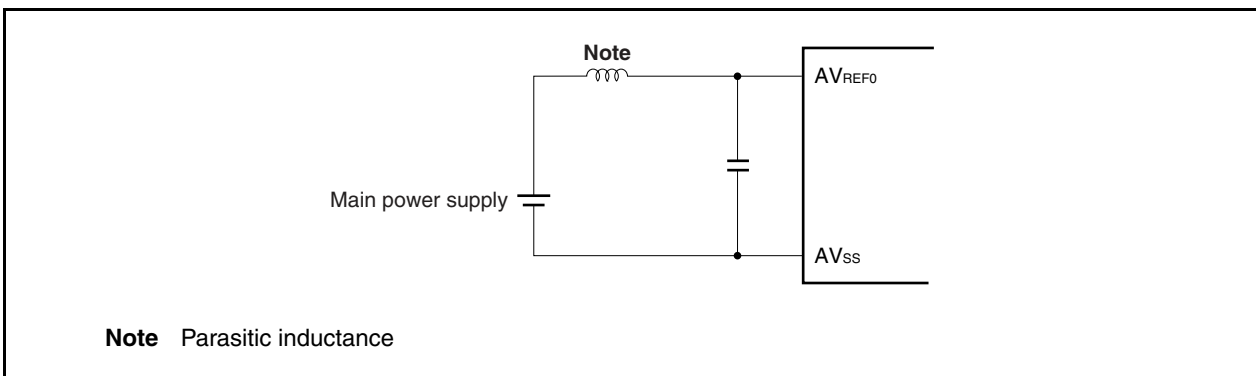 Note
AVREF0
Main power supply
AVSS
Note Parasitic inductance